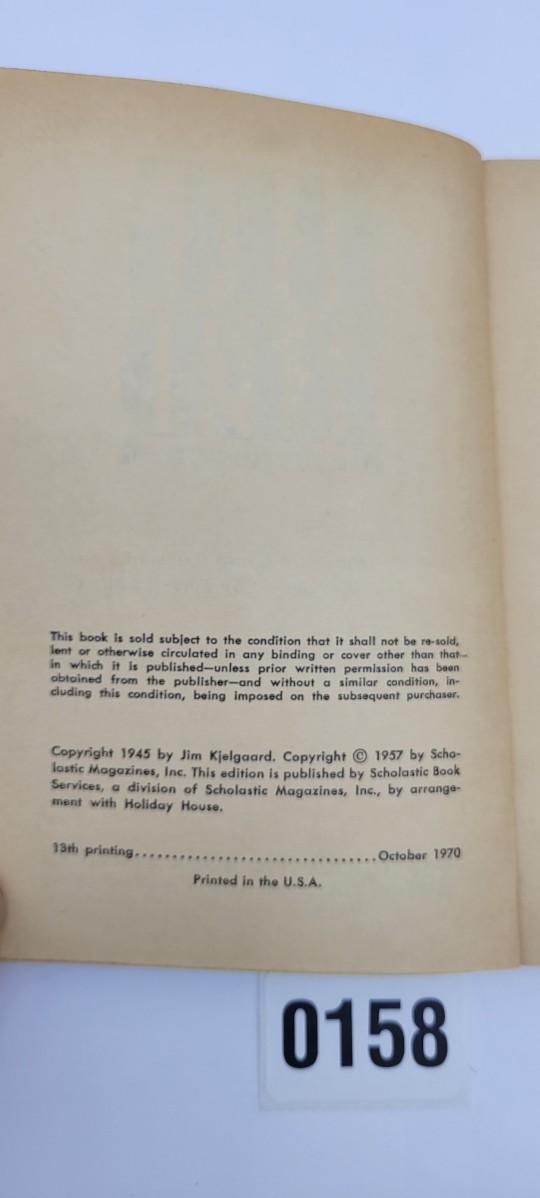 This book is sold subject to the condition that it shall not be re-sold,
lent or otherwise circulated in any binding or cover other than that
in which it is published—unless prior written permission has been
obtained from the publisher—and without a similar condition, in-
cluding this condition, being imposed on the subsequent purchaser.
Copyright 1945 by Jim Kjelgaard. Copyright © 1957 by Scho-
lastic Magazines, Inc. This edition is published by Scholastic Book
Services, a division of Scholastic Magazines, Inc., by arrange-
ment with Holiday House.
13th printing................................October 1970
Printed in the U.S.A.
0158